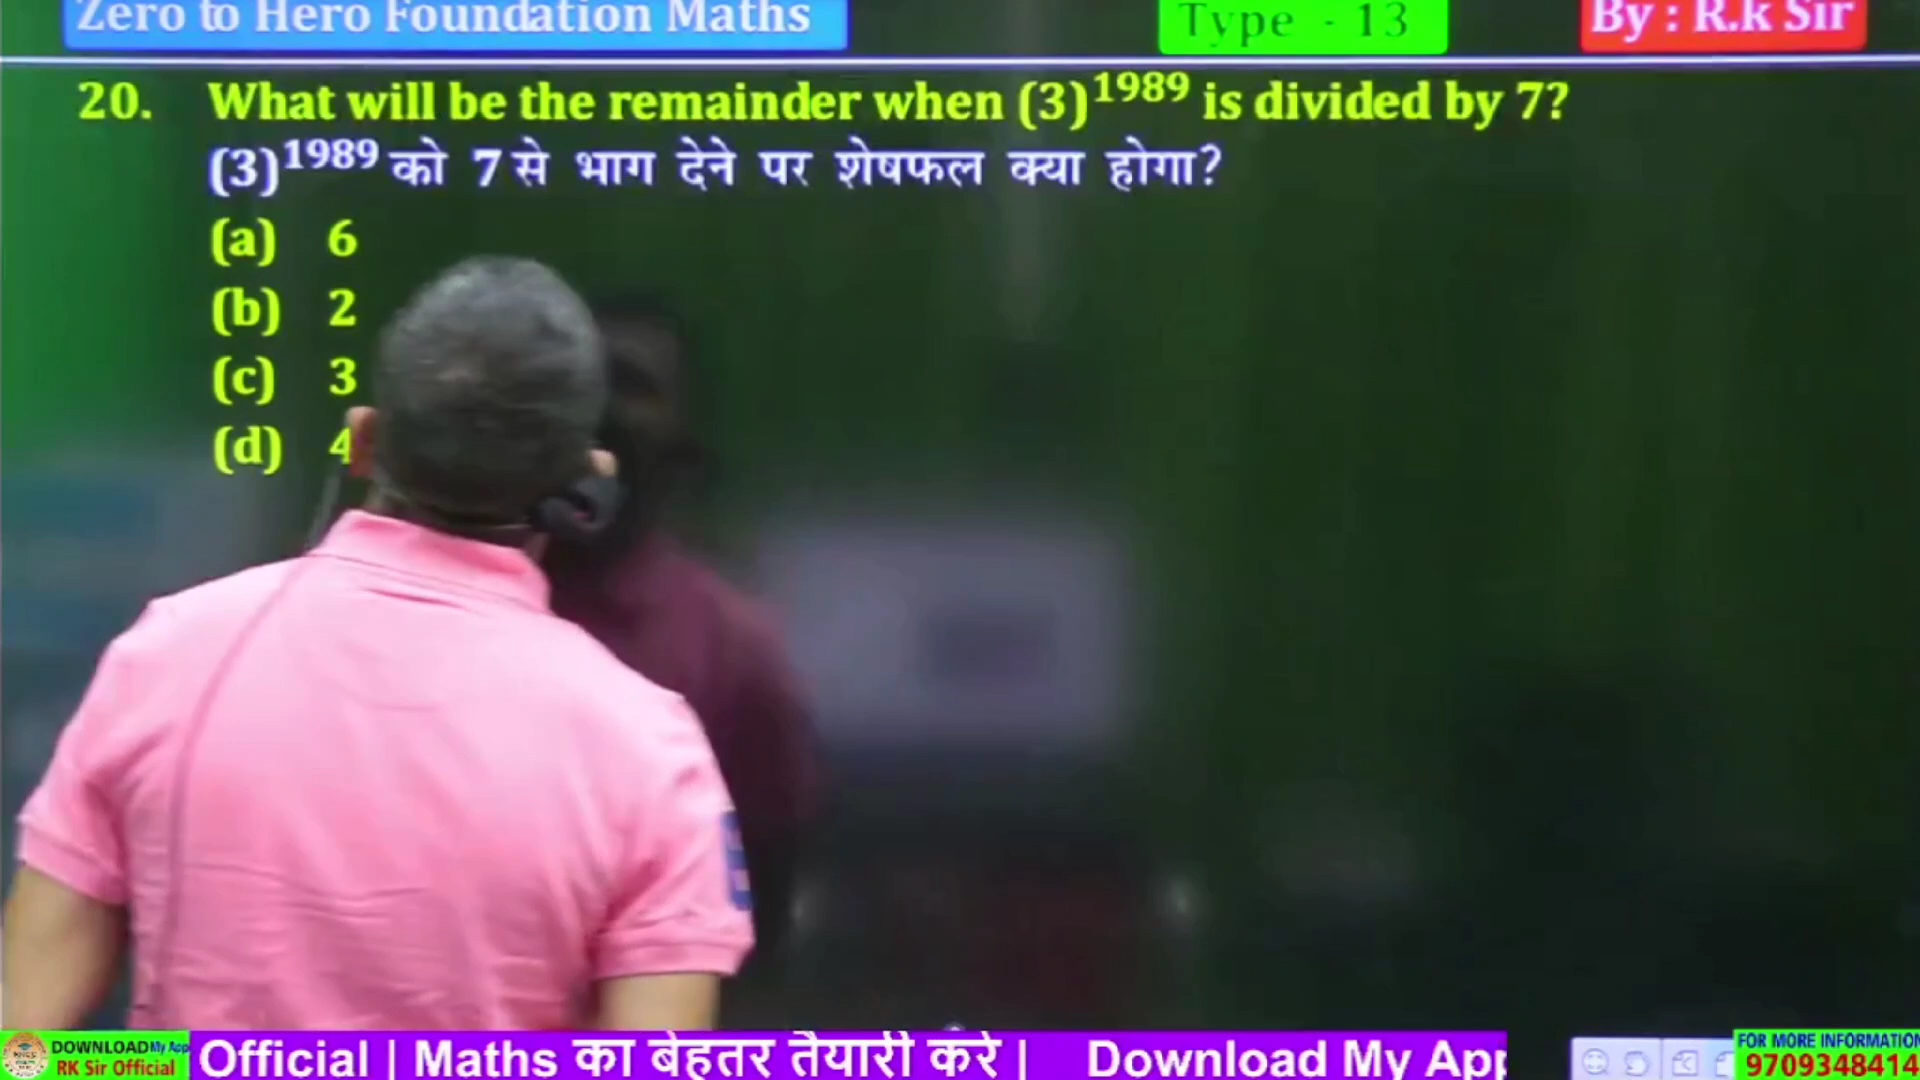 Zero to Hero Foundation Maths
Type - 13
By : R.k Sir
20. What will be the remainder when (3)¹⁹⁸⁹ is divided by 7?
(3)¹⁹⁸⁹ को 7 से भाग देने पर शेषफल क्या होगा?
(a) 6
(b) 2
(c) 3
(d) 4
DOWNLOAD My App
RK Sir Official
Official | Maths का बेहतर तैयारी करे | Download My App
FOR MORE INFORMATION
9709348414